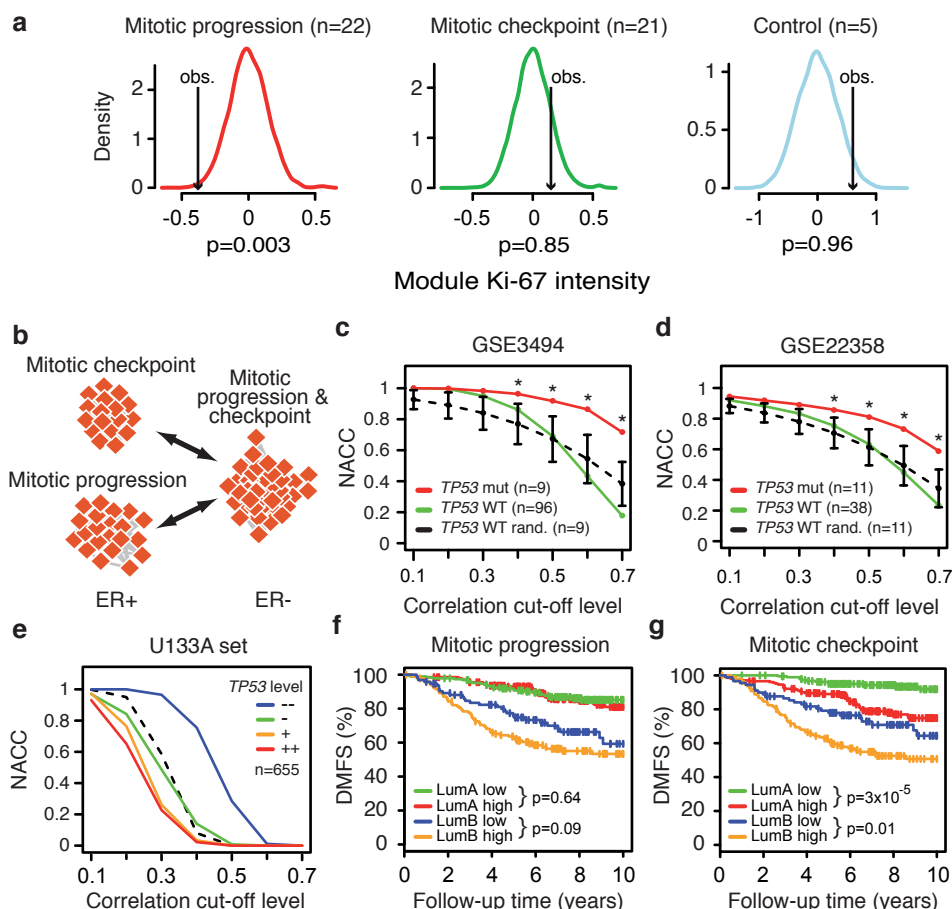 a
Mitotic progression (n=22)
Mitotic checkpoint (n=21)
Control (n=5)
Density
0
1
2
obs.
-0.5
0
0.5
p=0.003
0
1
2
obs.
-0.5
0
0.5
p=0.85
0
0.5
1
obs.
-1
0
1
p=0.96
Module Ki-67 intensity
b
Mitotic checkpoint
Mitotic
progression &
checkpoint
Mitotic progression
ER+
ER-
c
GSE3494
NACC
1
0.8
0.6
0.4
0.2
0
* * * *
TP53 mut (n=9)
TP53 WT (n=96)
TP53 WT rand. (n=9)
0.1 0.3 0.5 0.7
Correlation cut-off level
d
GSE22358
NACC
1
0.8
0.6
0.4
0.2
0
* * * *
TP53 mut (n=11)
TP53 WT (n=38)
TP53 WT rand. (n=11)
0.1 0.3 0.5 0.7
Correlation cut-off level
e
U133A set
NACC
1
0.8
0.6
0.4
0.2
0
TP53 level
--
-
+
++
n=655
0.1 0.3 0.5 0.7
Correlation cut-off level
f
Mitotic progression
DMFS (%)
100
80
60
40
20
0
LumA low
LumA high
} p=0.64
LumB low
LumB high
} p=0.09
0 2 4 6 8 10
Follow-up time (years)
g
Mitotic checkpoint
DMFS (%)
100
80
60
40
20
0
LumA low
LumA high
} p=3x10-5
LumB low
LumB high
} p=0.01
0 2 4 6 8 10
Follow-up time (years)